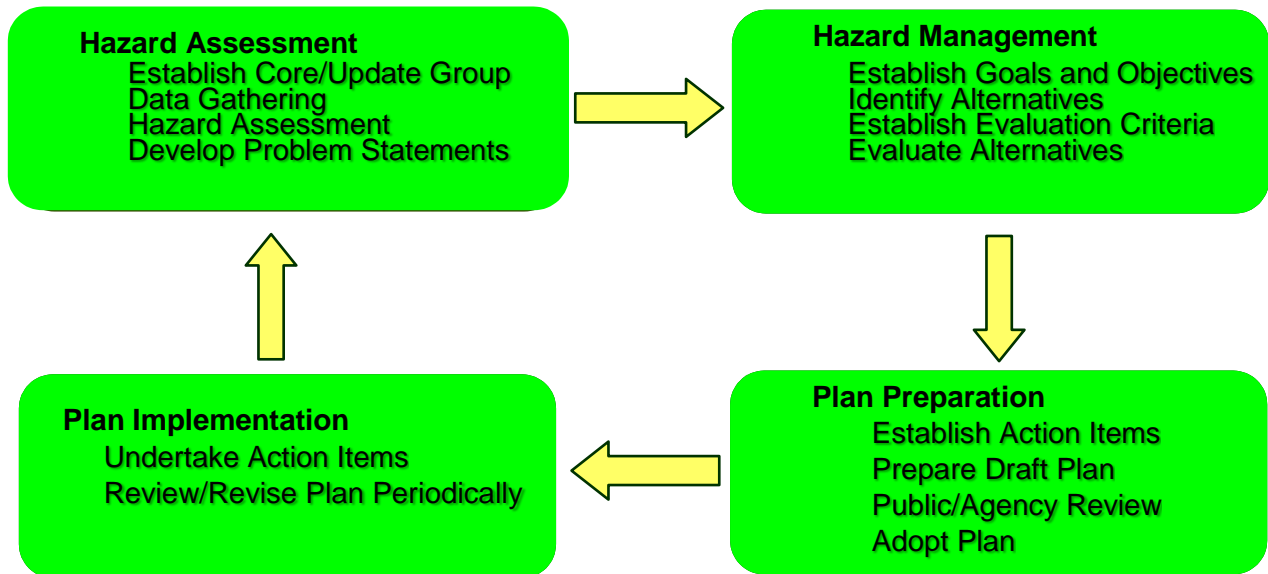 Hazard Assessment
Establish Core/Update Group
Data Gathering
Hazard Assessment
Develop Problem Statements
Hazard Management
Establish Goals and Objectives
Identify Alternatives
Establish Evaluation Criteria
Evaluate Alternatives
Plan Preparation
Establish Action Items
Prepare Draft Plan
Public/Agency Review
Adopt Plan
Plan Implementation
Undertake Action Items
Review/Revise Plan Periodically